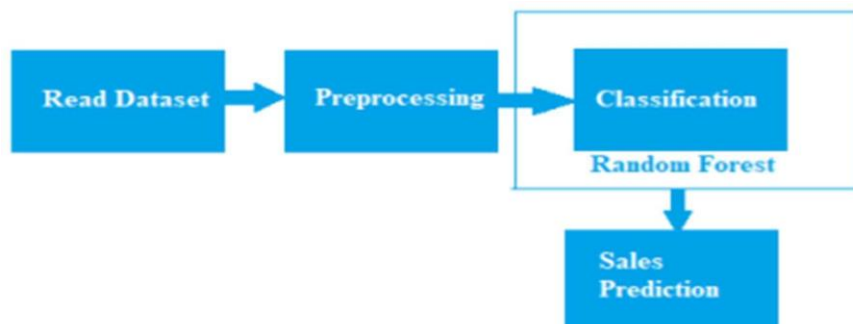 Read Dataset
Preprocessing
Classification
Random Forest
Sales
Prediction